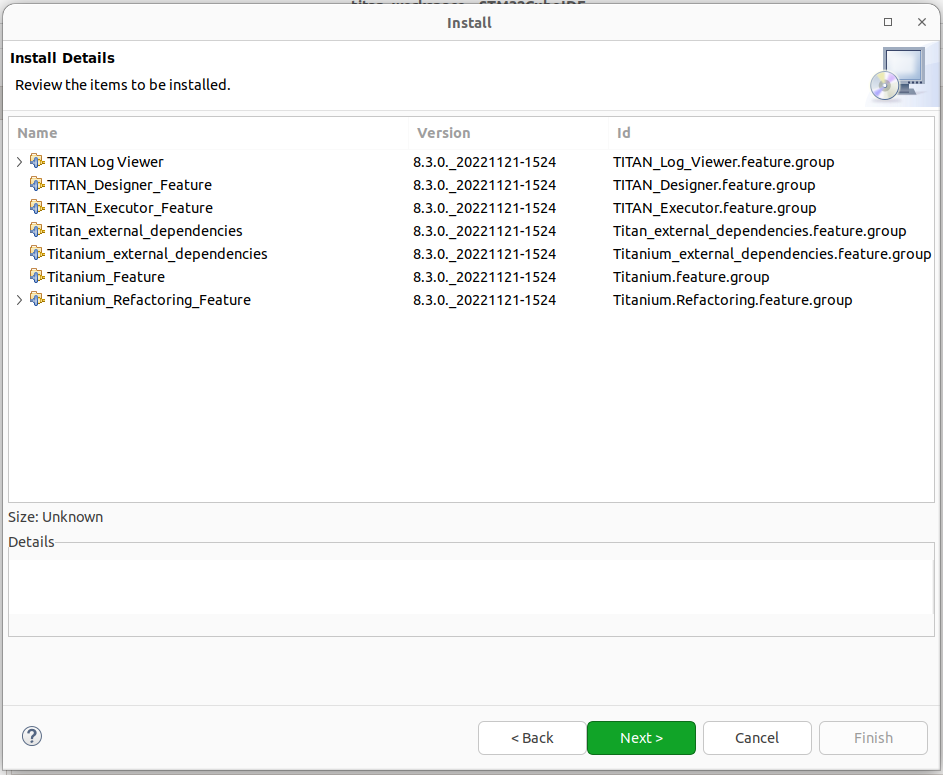 Install
Install Details
Review the items to be installed.
Name Version Id
TITAN Log Viewer 8.3.0._20221121-1524 TITAN_Log_Viewer.feature.group
TITAN_Designer_Feature 8.3.0._20221121-1524 TITAN_Designer.feature.group
TITAN_Executor_Feature 8.3.0._20221121-1524 TITAN_Executor.feature.group
Titan_external_dependencies 8.3.0._20221121-1524 Titan_external_dependencies.feature.group
Titanium_external_dependencies 8.3.0._20221121-1524 Titanium_external_dependencies.feature.group
Titanium_Feature 8.3.0._20221121-1524 Titanium.feature.group
Titanium_Refactoring_Feature 8.3.0._20221121-1524 Titanium.Refactoring.feature.group
Size: Unknown
Details
? < Back Next > Cancel Finish